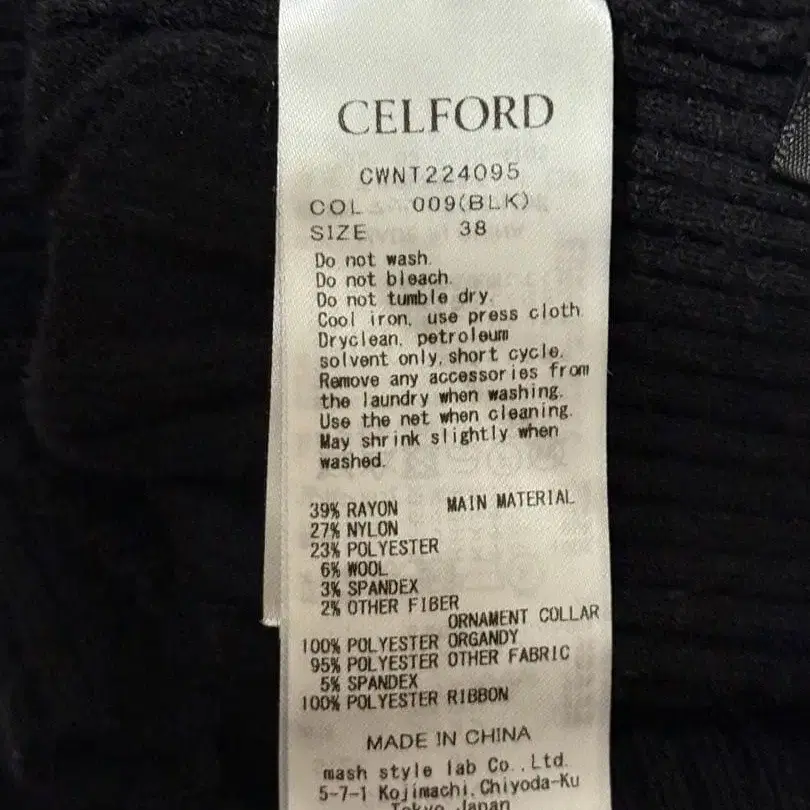 CELFORD
CWNT224095
COL 009(BLK)
SIZE 38
Do not wash.
Do not bleach.
Do not tumble dry.
Cool iron, use press cloth.
Dryclean, petroleum
solvent only, short cycle.
Remove any accessories from
the laundry when washing.
Use the net when cleaning.
May shrink slightly when
washed.
39% RAYON MAIN MATERIAL
27% NYLON
23% POLYESTER
6% WOOL
3% SPANDEX
2% OTHER FIBER
ORNAMENT COLLAR
100% POLYESTER ORGANDY
95% POLYESTER OTHER FABRIC
5% SPANDEX
100% POLYESTER RIBBON
MADE IN CHINA
mash style lab Co.,Ltd.
5-7-1 Kojimachi,Chiyoda-Ku
Tokyo Japan